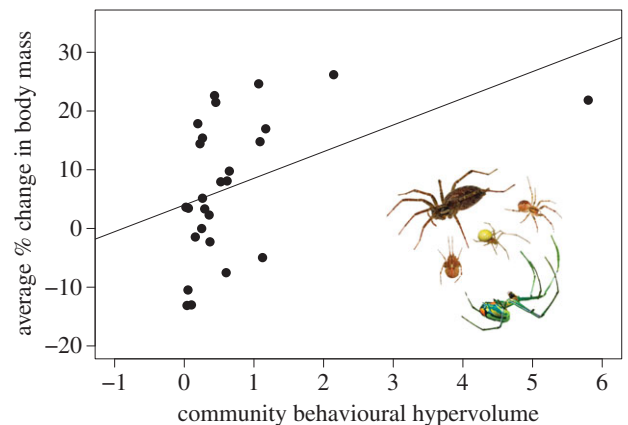 average % change in body mass
30
20
10
0
−10
−20
−1 0 1 2 3 4 5 6
community behavioural hypervolume